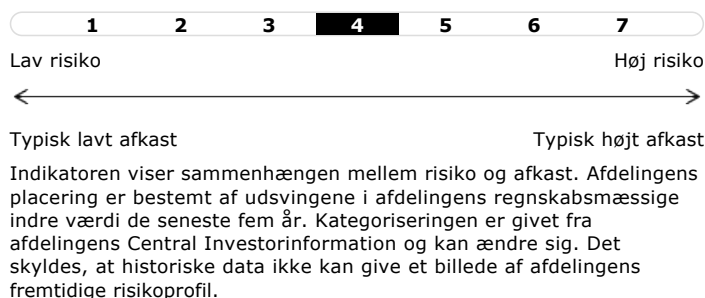 1 2 3 4 5 6 7
Lav risiko Høj risiko
Typisk lavt afkast Typisk højt afkast
Indikatoren viser sammenhængen mellem risiko og afkast. Afdelingens
placering er bestemt af udsvingene i afdelingens regnskabsmæssige
indre værdi de seneste fem år. Kategoriseringen er givet fra
afdelingens Central Investorinformation og kan ændre sig. Det
skyldes, at historiske data ikke kan give et billede af afdelingens
fremtidige risikoprofil.